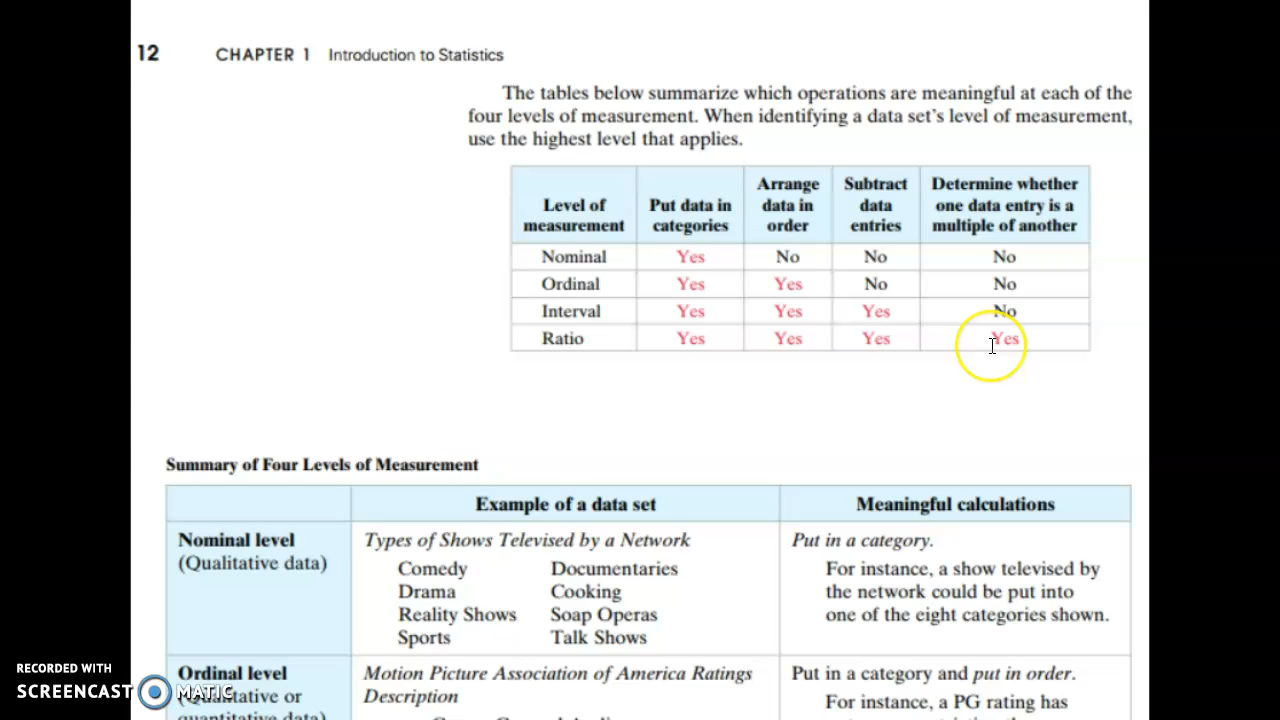 12 CHAPTER 1 Introduction to Statistics
The tables below summarize which operations are meaningful at each of the
four levels of measurement. When identifying a data set's level of measurement,
use the highest level that applies.
Level of measurement Put data in categories Arrange data in order Subtract data entries Determine whether one data entry is a multiple of another
Nominal Yes No No No
Ordinal Yes Yes No No
Interval Yes Yes Yes No
Ratio Yes Yes Yes Yes
Summary of Four Levels of Measurement
Example of a data set Meaningful calculations
Nominal level
(Qualitative data)
Types of Shows Televised by a Network
Comedy Documentaries
Drama Cooking
Reality Shows Soap Operas
Sports Talk Shows
Put in a category.
For instance, a show televised by
the network could be put into
one of the eight categories shown.
Ordinal level
(Qualitative or
quantitative data)
Motion Picture Association of America Ratings
Description
Put in a category and put in order.
For instance, a PG rating has
RECORDED WITH
SCREENCAST MATIC